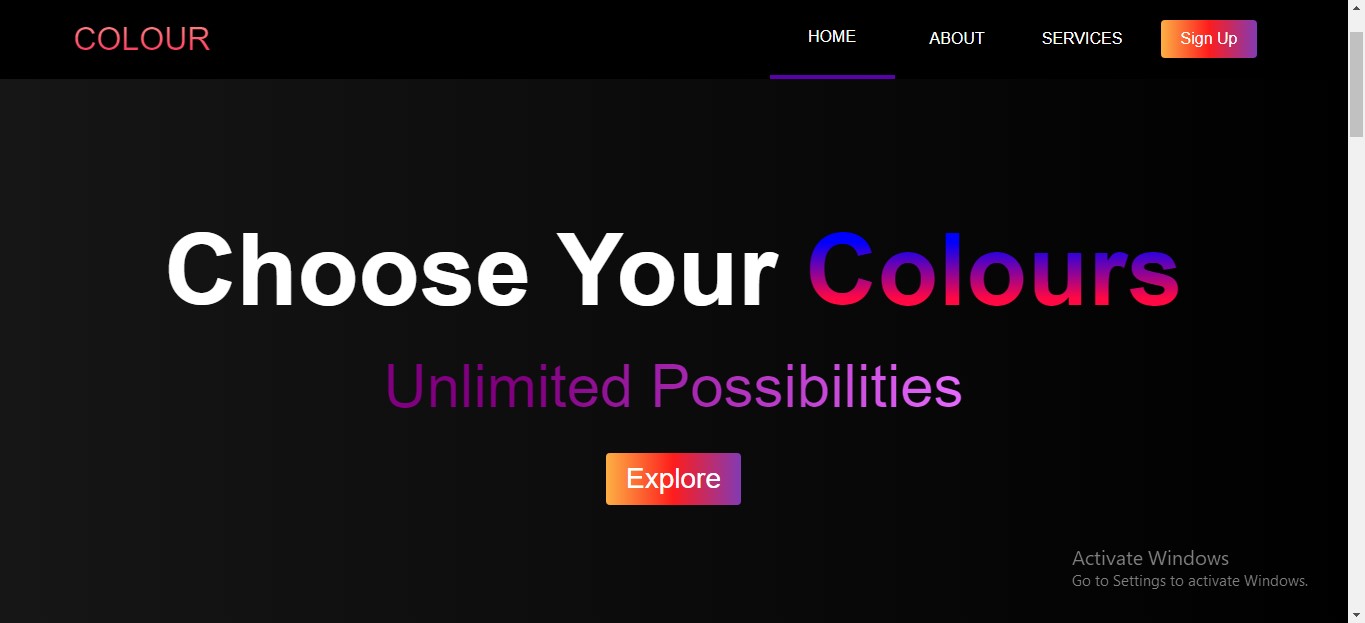 COLOUR
HOME ABOUT SERVICES Sign Up
Choose Your Colours
Unlimited Possibilities
Explore
Activate Windows
Go to Settings to activate Windows.